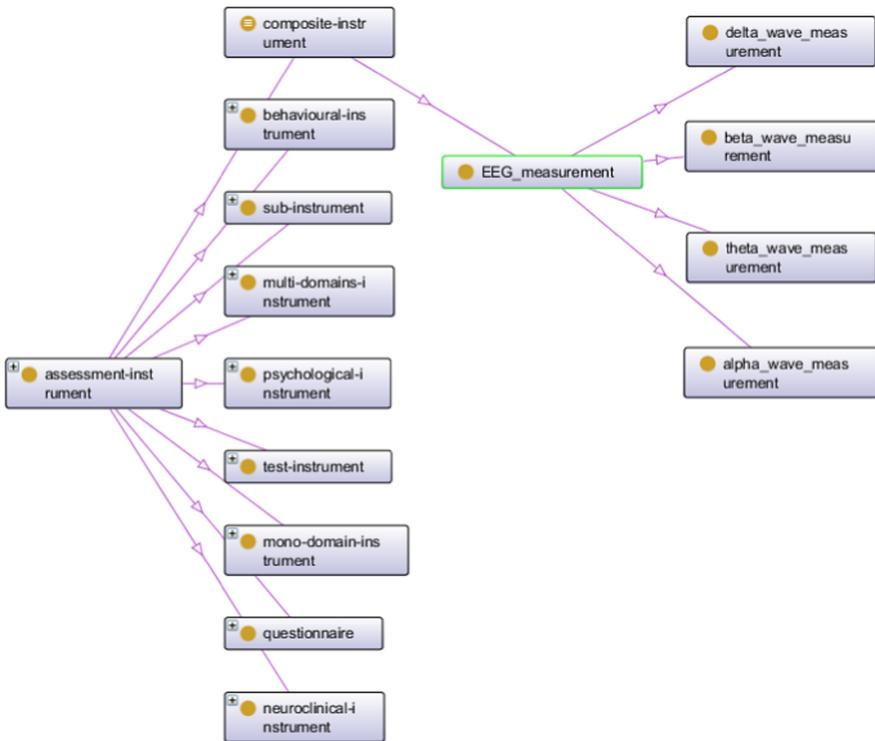 composite-instr
ument
behavioural-ins
trument
sub-instrument
multi-domains-i
nstrument
assessment-inst
rument
psychological-i
nstrument
test-instrument
mono-domain-ins
trument
questionnaire
neuroclinical-i
nstrument
EEG_measurement
delta_wave_meas
urement
beta_wave_measu
rement
theta_wave_meas
urement
alpha_wave_meas
urement